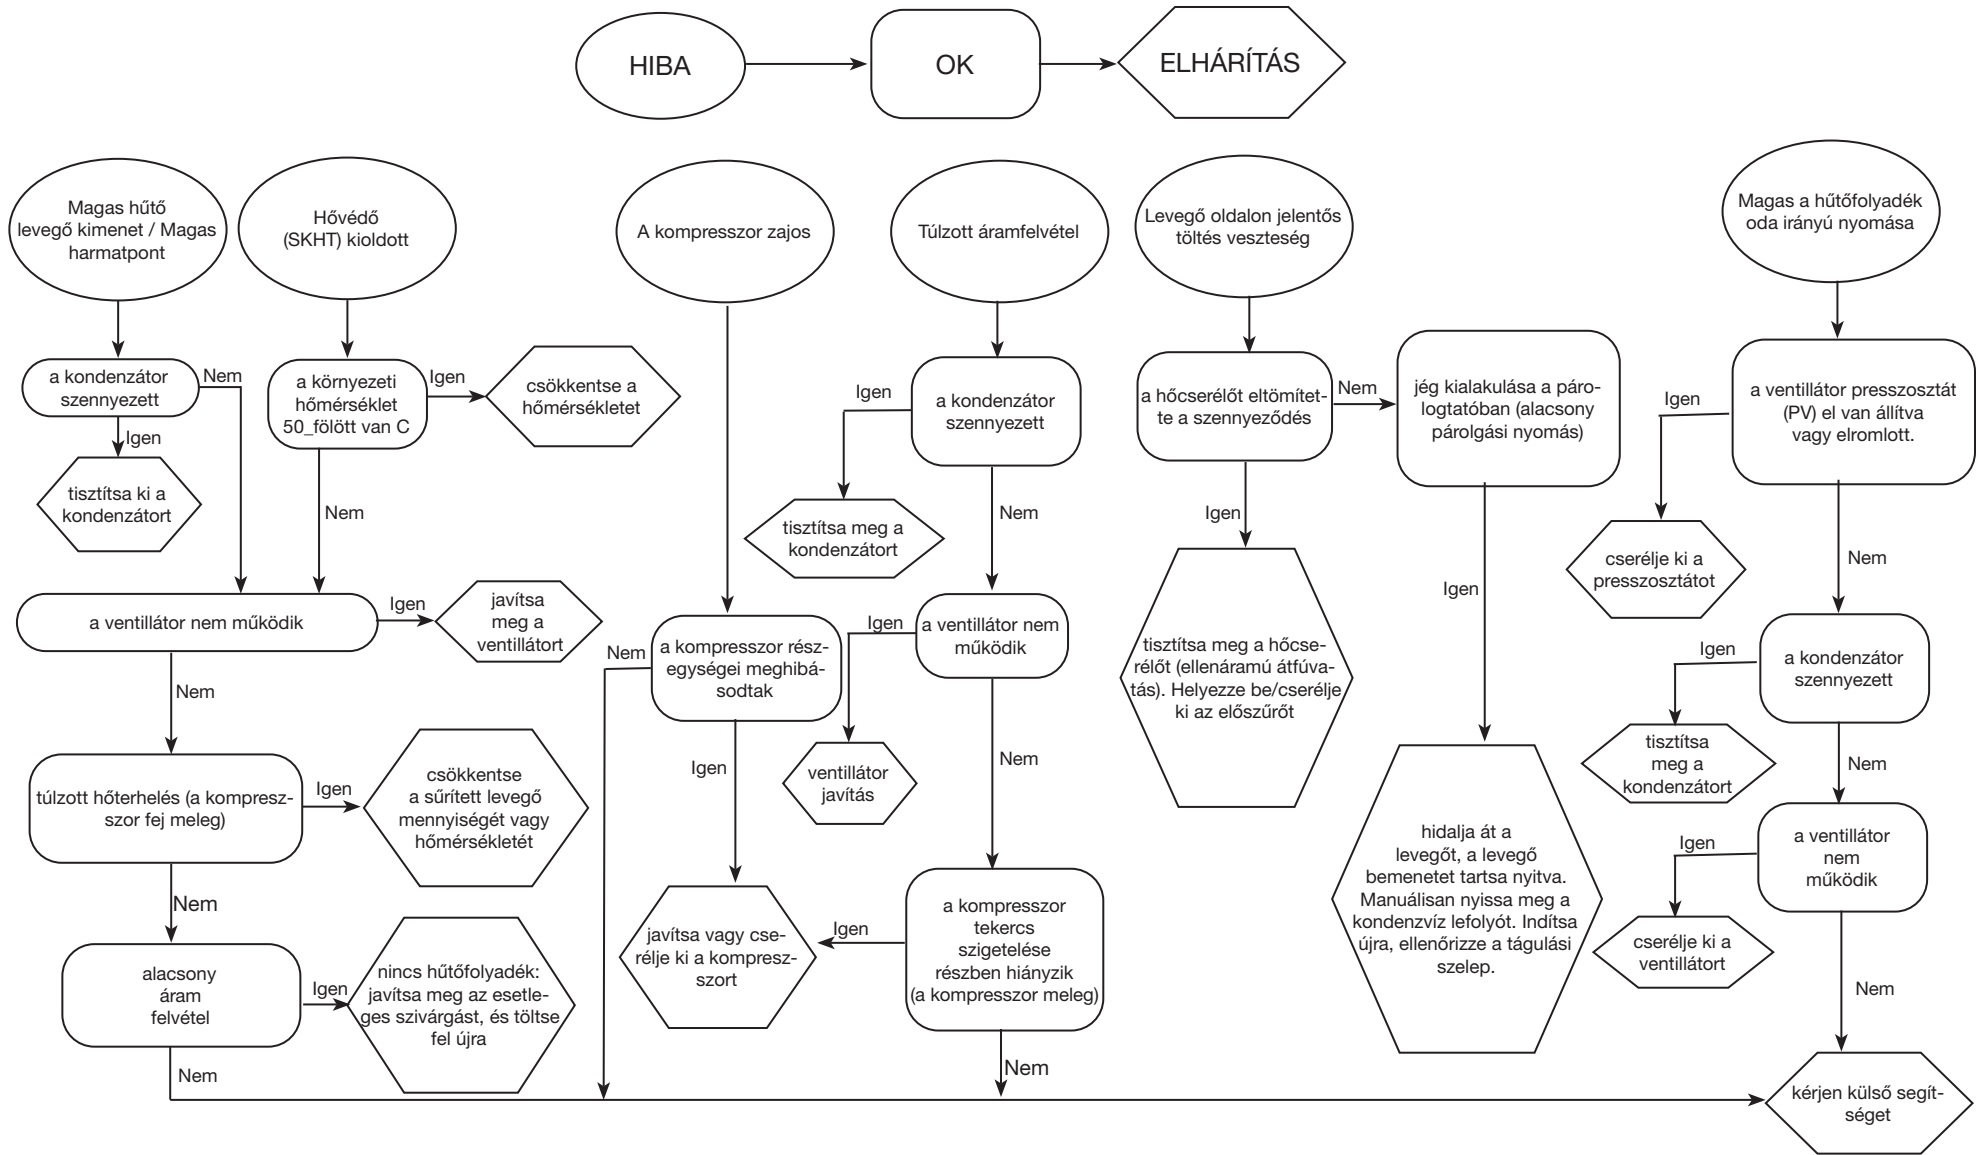 HIBA
OK
ELHÁRÍTÁS
Magas hűtő
levegő kimenet / Magas
harmatpont
Hővédő
(SKHT) kioldott
A kompresszor zajos
Túlzott áramfelvétel
Levegő oldalon jelentős
töltés veszteség
Magas a hűtőfolyadék
oda irányú nyomása
a kondenzátor
szennyezett
Nem
Igen
tisztítsa ki a
kondenzátort
a környezeti
hőmérséklet
50_fölött van C
Igen
csökkentse a
hőmérsékletet
Nem
a ventillátor nem működik
Igen
javítsa
meg a
ventillátort
Nem
túlzott hőterhelés (a kompresz-
szor fej meleg)
Igen
csökkentse
a sűrített levegő
mennyiségét vagy
hőmérsékletét
Nem
alacsony
áram
felvétel
Igen
nincs hűtőfolyadék:
javítsa meg az esetle-
ges szivárgást, és töltse
fel újra
Nem
a kompresszor rész-
egységei meghibá-
sodtak
Nem
Igen
javítsa vagy cse-
rélje ki a kompresz-
szort
a kondenzátor
szennyezett
Igen
tisztítsa meg a
kondenzátort
Nem
a ventillátor nem
működik
Igen
ventillátor
javítás
Nem
a kompresszor
tekercs
szigetelése
részben hiányzik
(a kompresszor meleg)
Igen
Nem
a hőcserélőt eltömítet-
te a szennyeződés
Nem
Igen
tisztítsa meg a hőcse-
rélőt (ellenáramú átfúva-
tás). Helyezze be/cserélje
ki az előszűrőt
jég kialakulása a páro-
logtatóban (alacsony
párolgási nyomás)
Igen
hidalja át a
levegőt, a levegő
bemenetet tartsa nyitva.
Manuálisan nyissa meg a
kondenzvíz lefolyót. Indítsa
újra, ellenőrizze a tágulási
szelep.
a ventillátor presszosztát
(PV) el van állítva
vagy elromlott.
Igen
cserélje ki a
presszosztátot
Nem
a kondenzátor
szennyezett
Igen
tisztítsa
meg a
kondenzátort
Nem
a ventillátor
nem
működik
Igen
cserélje ki a
ventillátort
Nem
kérjen külső segít-
séget